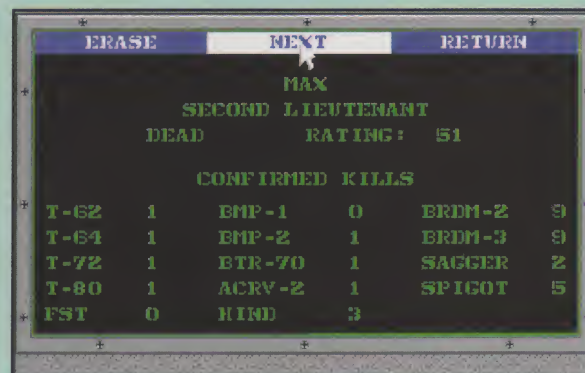 ERASE NEXT RETURN
MAX
SECOND LIEUTENANT
DEAD RATING: 51
CONFIRMED KILLS
T-62 1 BMP-1 0 BRDM-2 9
T-64 1 BMP-2 1 BRDM-3 9
T-72 1 BTR-70 1 SAGGER 2
T-80 1 ACRV-2 1 SPIGOT 5
FST 0 HIND 3